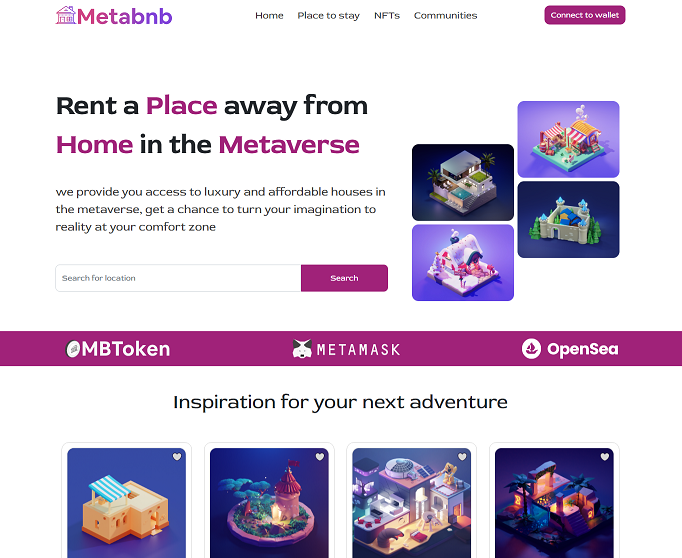 Metabnb
Home Place to stay NFTs Communities
Connect to wallet
Rent a Place away from
Home in the Metaverse
we provide you access to luxury and affordable houses in
the metaverse, get a chance to turn your imagination to
reality at your comfort zone
Search for location
Search
MBToken METAMASK OpenSea
Inspiration for your next adventure